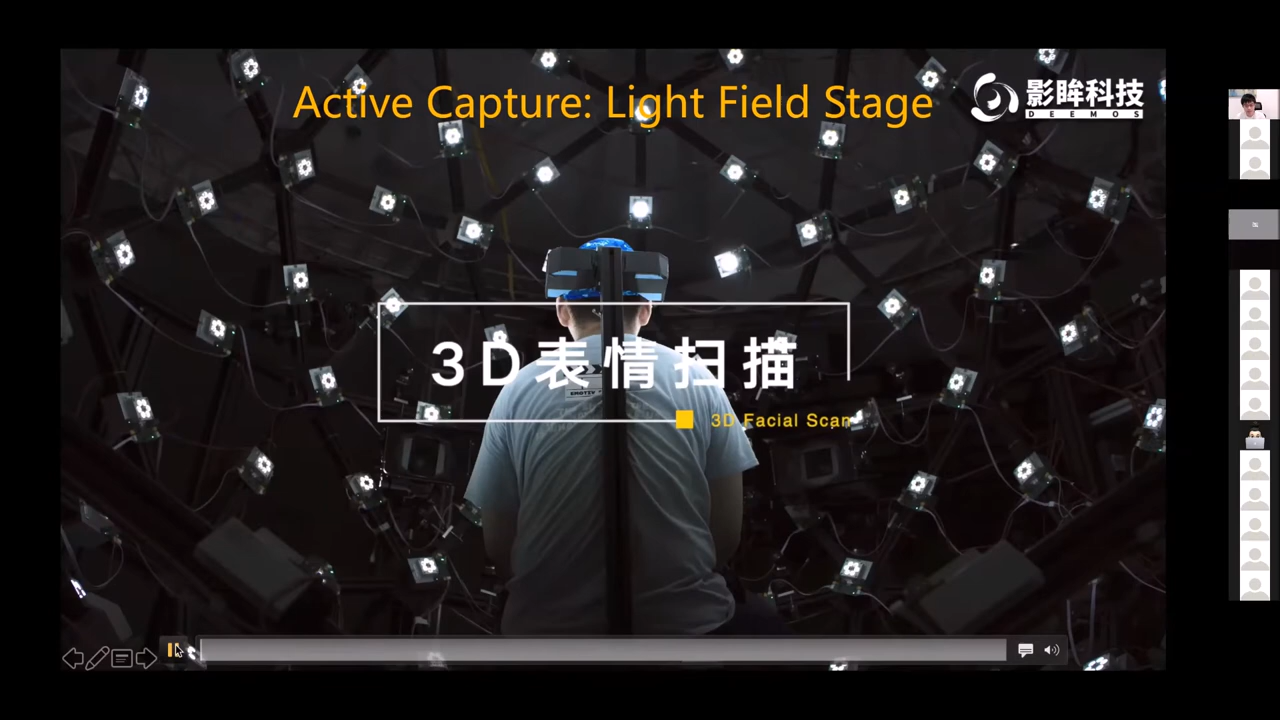 Active Capture: Light Field Stage
影眸科技
DEEMOS
3D表情扫描
3D Facial Scan